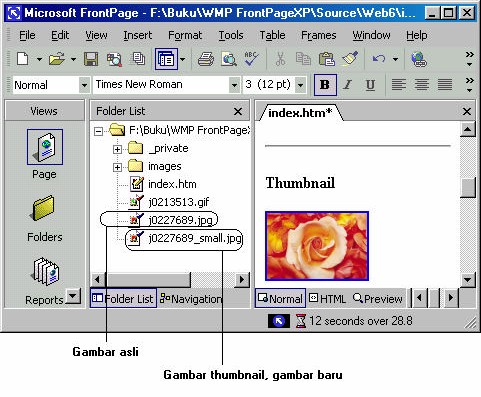 Microsoft FrontPage - F:\Buku\WMP FrontPageXP\Source\Web6\i...
File Edit View Insert Format Tools Table Frames Window
Normal Times New Roman 3 (12 pt) B I U
Views
Page
Folders
Reports
Folder List
F:\Buku\WMP FrontPage
_private
images
index.htm
j0213513.gif
j0227689.jpg
j0227689_small.jpg
Folder List Navigation
index.htm*
Thumbnail
Normal HTML Preview
12 seconds over 28.8
Gambar asli
Gambar thumbnail, gambar baru